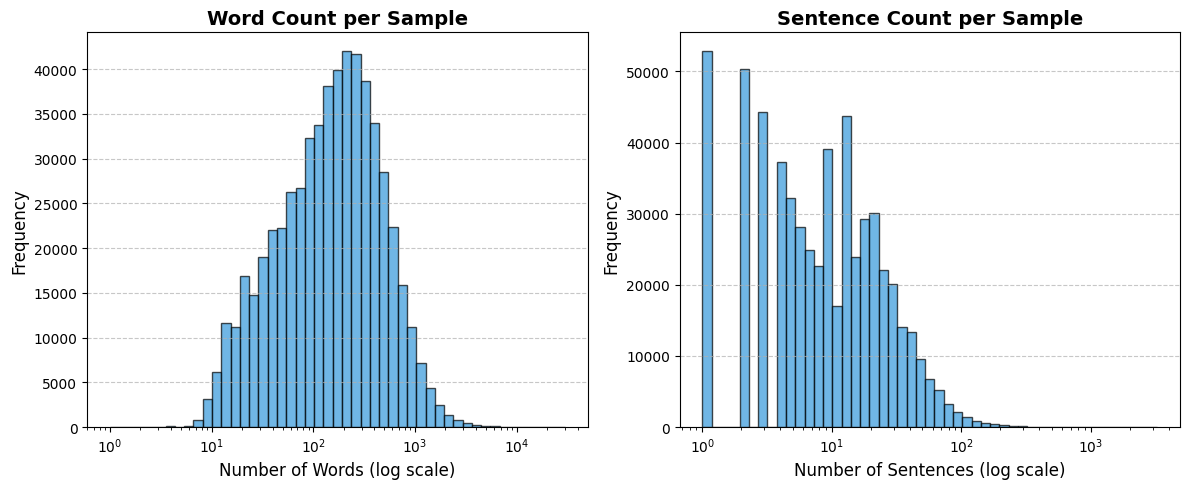 Word Count per Sample
Frequency
40000
35000
30000
25000
20000
15000
10000
5000
0
10^0 10^1 10^2 10^3 10^4
Number of Words (log scale)
Sentence Count per Sample
Frequency
50000
40000
30000
20000
10000
0
10^0 10^1 10^2 10^3
Number of Sentences (log scale)